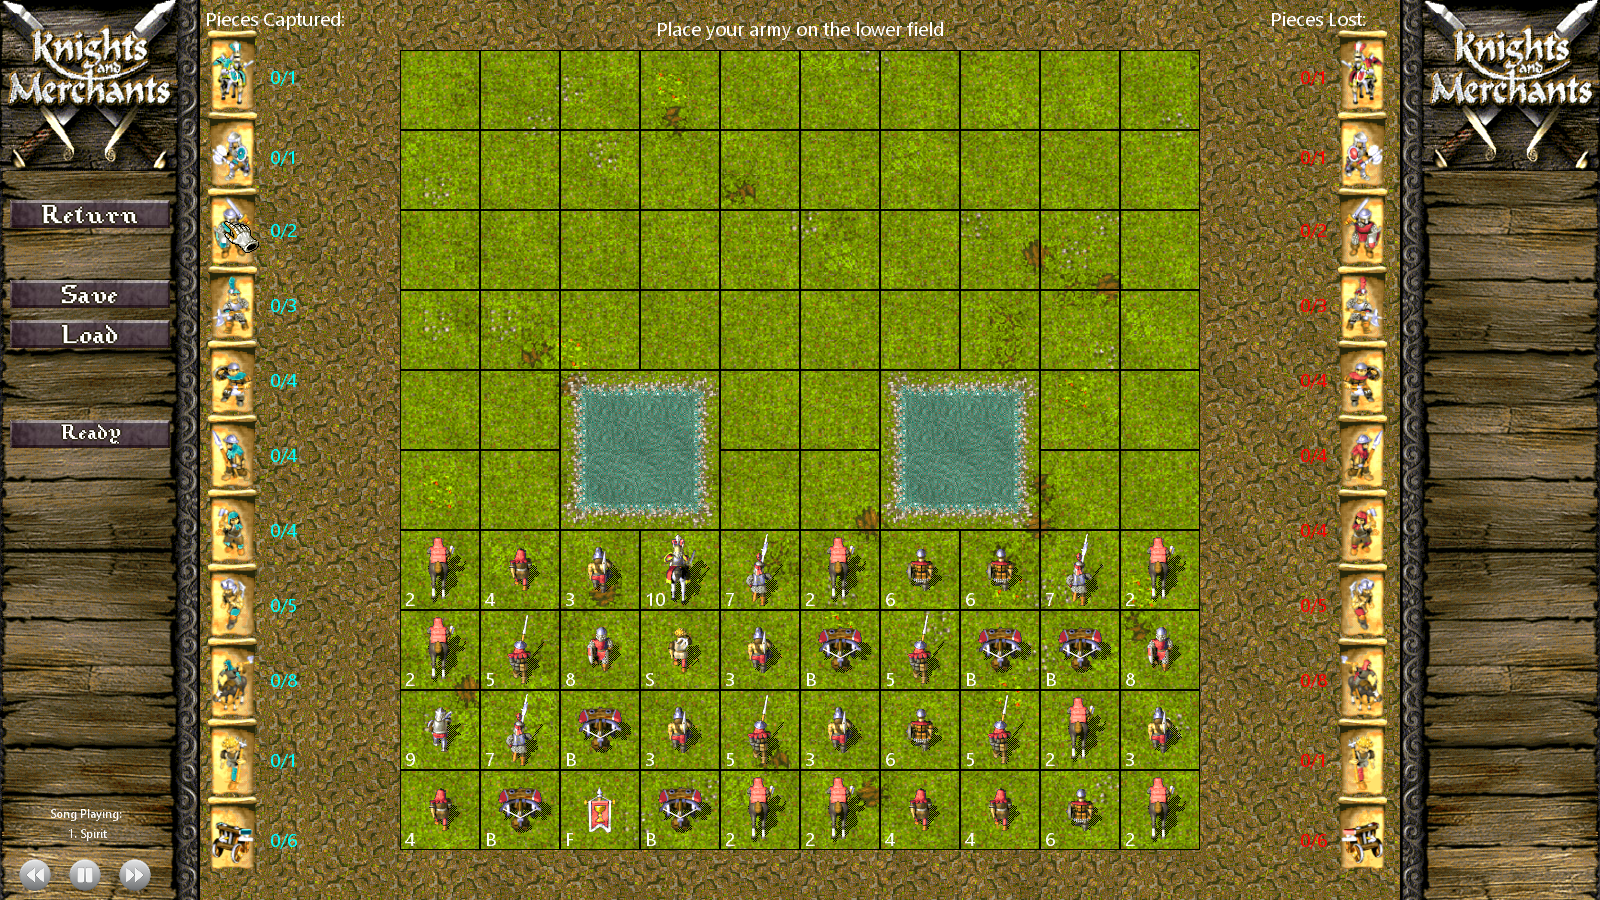 Knights
and
Merchants
Pieces Captured:
Place your army on the lower field
Pieces Lost:
Knights
and
Merchants
0/1
0/1
0/1
0/1
Return
0/2
0/2
Save
0/3
0/3
Load
0/4
0/4
Ready
0/4
0/4
0/4
0/4
2 4 3 10 7 2 6 6 7 2
0/5
0/5
2 5 8 S 3 B 5 B B 8
0/8
0/8
9 7 B 3 5 3 6 5 2 3
0/1
0/1
Song Playing:
1. Spirit
4 B F B 2 2 4 4 6 2
0/6
0/6